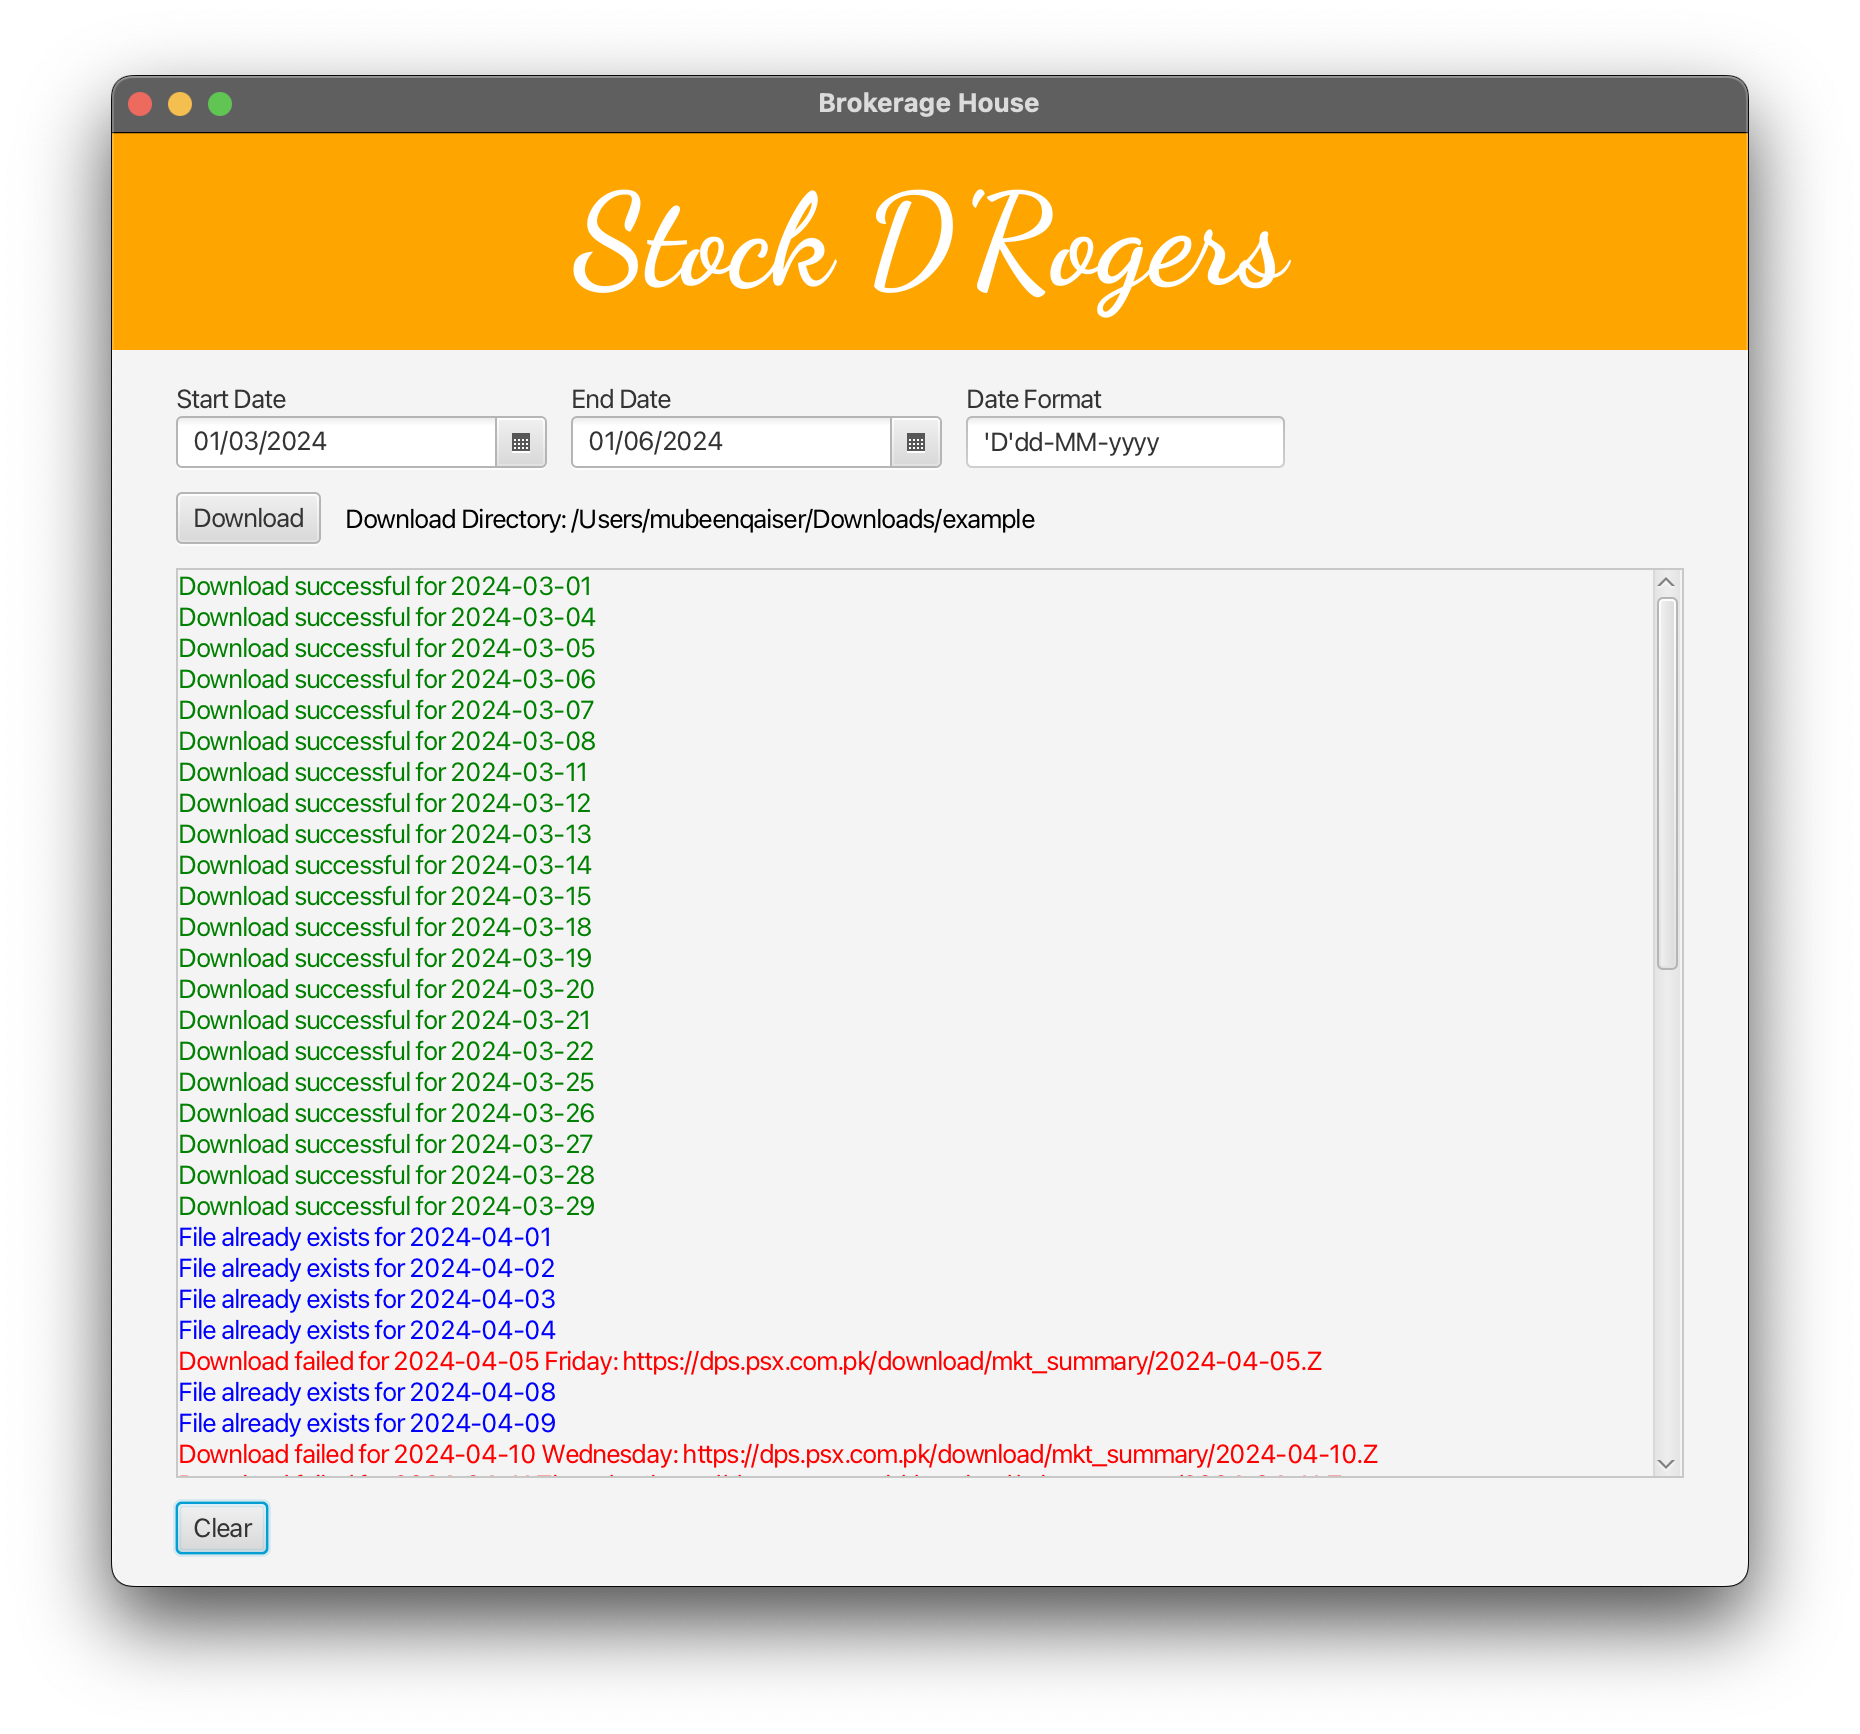 Brokerage House
Stock D'Rogers
Start Date End Date Date Format
01/03/2024 01/06/2024 'D'dd-MM-yyyy
Download Download Directory: /Users/mubeenqaiser/Downloads/example
Download successful for 2024-03-01
Download successful for 2024-03-04
Download successful for 2024-03-05
Download successful for 2024-03-06
Download successful for 2024-03-07
Download successful for 2024-03-08
Download successful for 2024-03-11
Download successful for 2024-03-12
Download successful for 2024-03-13
Download successful for 2024-03-14
Download successful for 2024-03-15
Download successful for 2024-03-18
Download successful for 2024-03-19
Download successful for 2024-03-20
Download successful for 2024-03-21
Download successful for 2024-03-22
Download successful for 2024-03-25
Download successful for 2024-03-26
Download successful for 2024-03-27
Download successful for 2024-03-28
Download successful for 2024-03-29
File already exists for 2024-04-01
File already exists for 2024-04-02
File already exists for 2024-04-03
File already exists for 2024-04-04
Download failed for 2024-04-05 Friday: https://dps.psx.com.pk/download/mkt_summary/2024-04-05.Z
File already exists for 2024-04-08
File already exists for 2024-04-09
Download failed for 2024-04-10 Wednesday: https://dps.psx.com.pk/download/mkt_summary/2024-04-10.Z
Clear